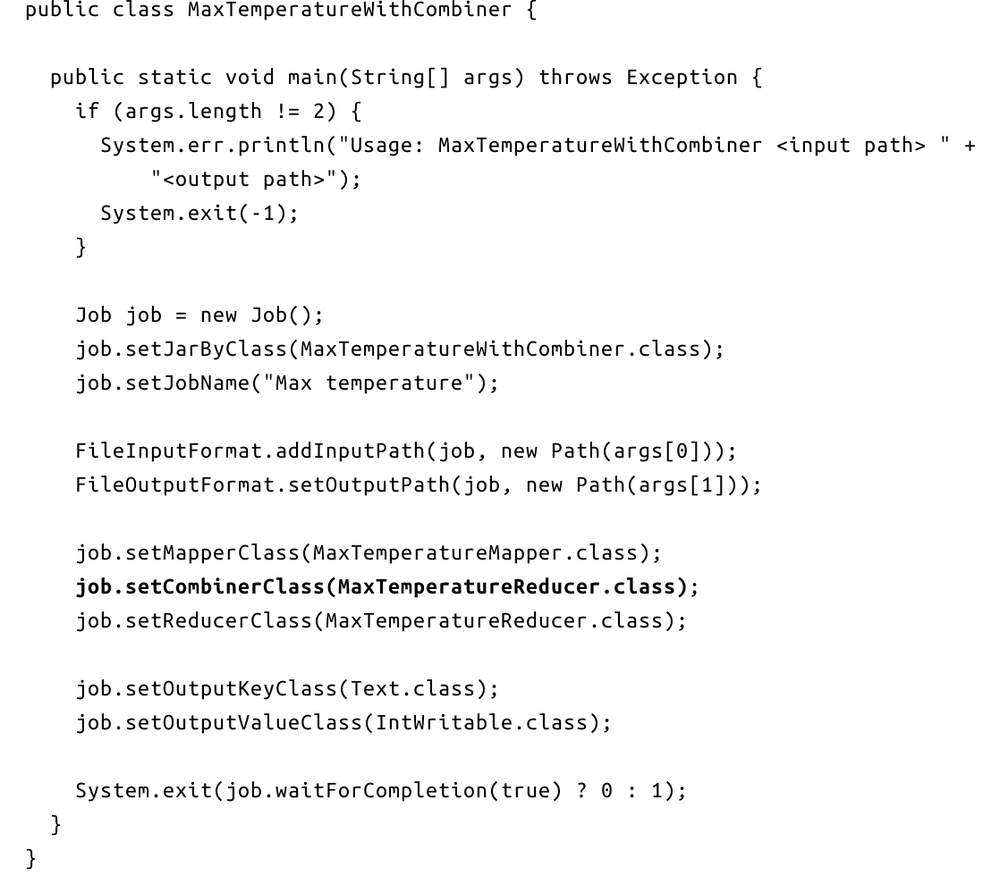 public class MaxTemperatureWithCombiner {
public static void main(String[] args) throws Exception {
if (args.length != 2) {
System.err.println("Usage: MaxTemperatureWithCombiner <input path> " +
"<output path>");
System.exit(-1);
}
Job job = new Job();
job.setJarByClass(MaxTemperatureWithCombiner.class);
job.setJobName("Max temperature");
FileInputFormat.addInputPath(job, new Path(args[0]));
FileOutputFormat.setOutputPath(job, new Path(args[1]));
job.setMapperClass(MaxTemperatureMapper.class);
job.setCombinerClass(MaxTemperatureReducer.class);
job.setReducerClass(MaxTemperatureReducer.class);
job.setOutputKeyClass(Text.class);
job.setOutputValueClass(IntWritable.class);
System.exit(job.waitForCompletion(true) ? 0 : 1);
}
}